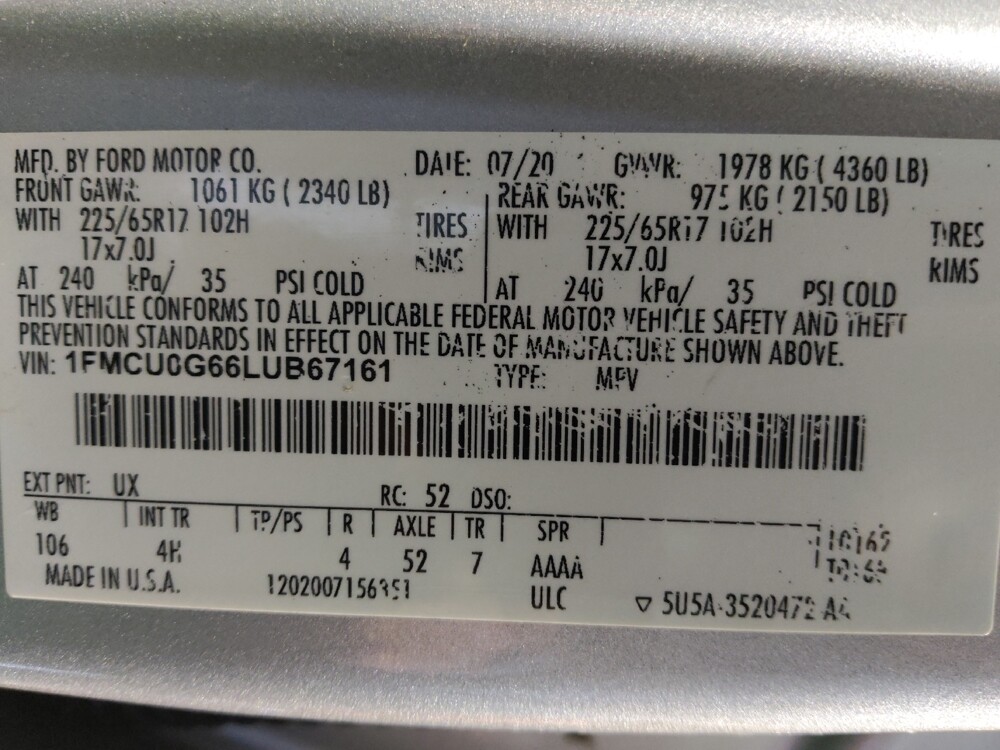 MFD. BY FORD MOTOR CO. DATE: 07/20 GVWR: 1978 KG ( 4360 LB)
FRONT GAWR: 1061 KG ( 2340 LB) REAR GAWR: 975 KG ( 2150 LB)
WITH 225/65R17 102H TIRES WITH 225/65R17 102H TIRES
17x7.0J RIMS 17x7.0J RIMS
AT 240 kPa/ 35 PSI COLD AT 240 kPa/ 35 PSI COLD
THIS VEHICLE CONFORMS TO ALL APPLICABLE FEDERAL MOTOR VEHICLE SAFETY AND THEFT
PREVENTION STANDARDS IN EFFECT ON THE DATE OF MANUFACTURE SHOWN ABOVE.
VIN: 1FMCU0G66LUB67161 TYPE: MPV
EXT PNT: UX RC: 52 DSO:
WB INT TR TP/PS R AXLE TR SPR
106 4H 4 52 7 AAAA
MADE IN U.S.A. ULC 5U5A-3520472 AA